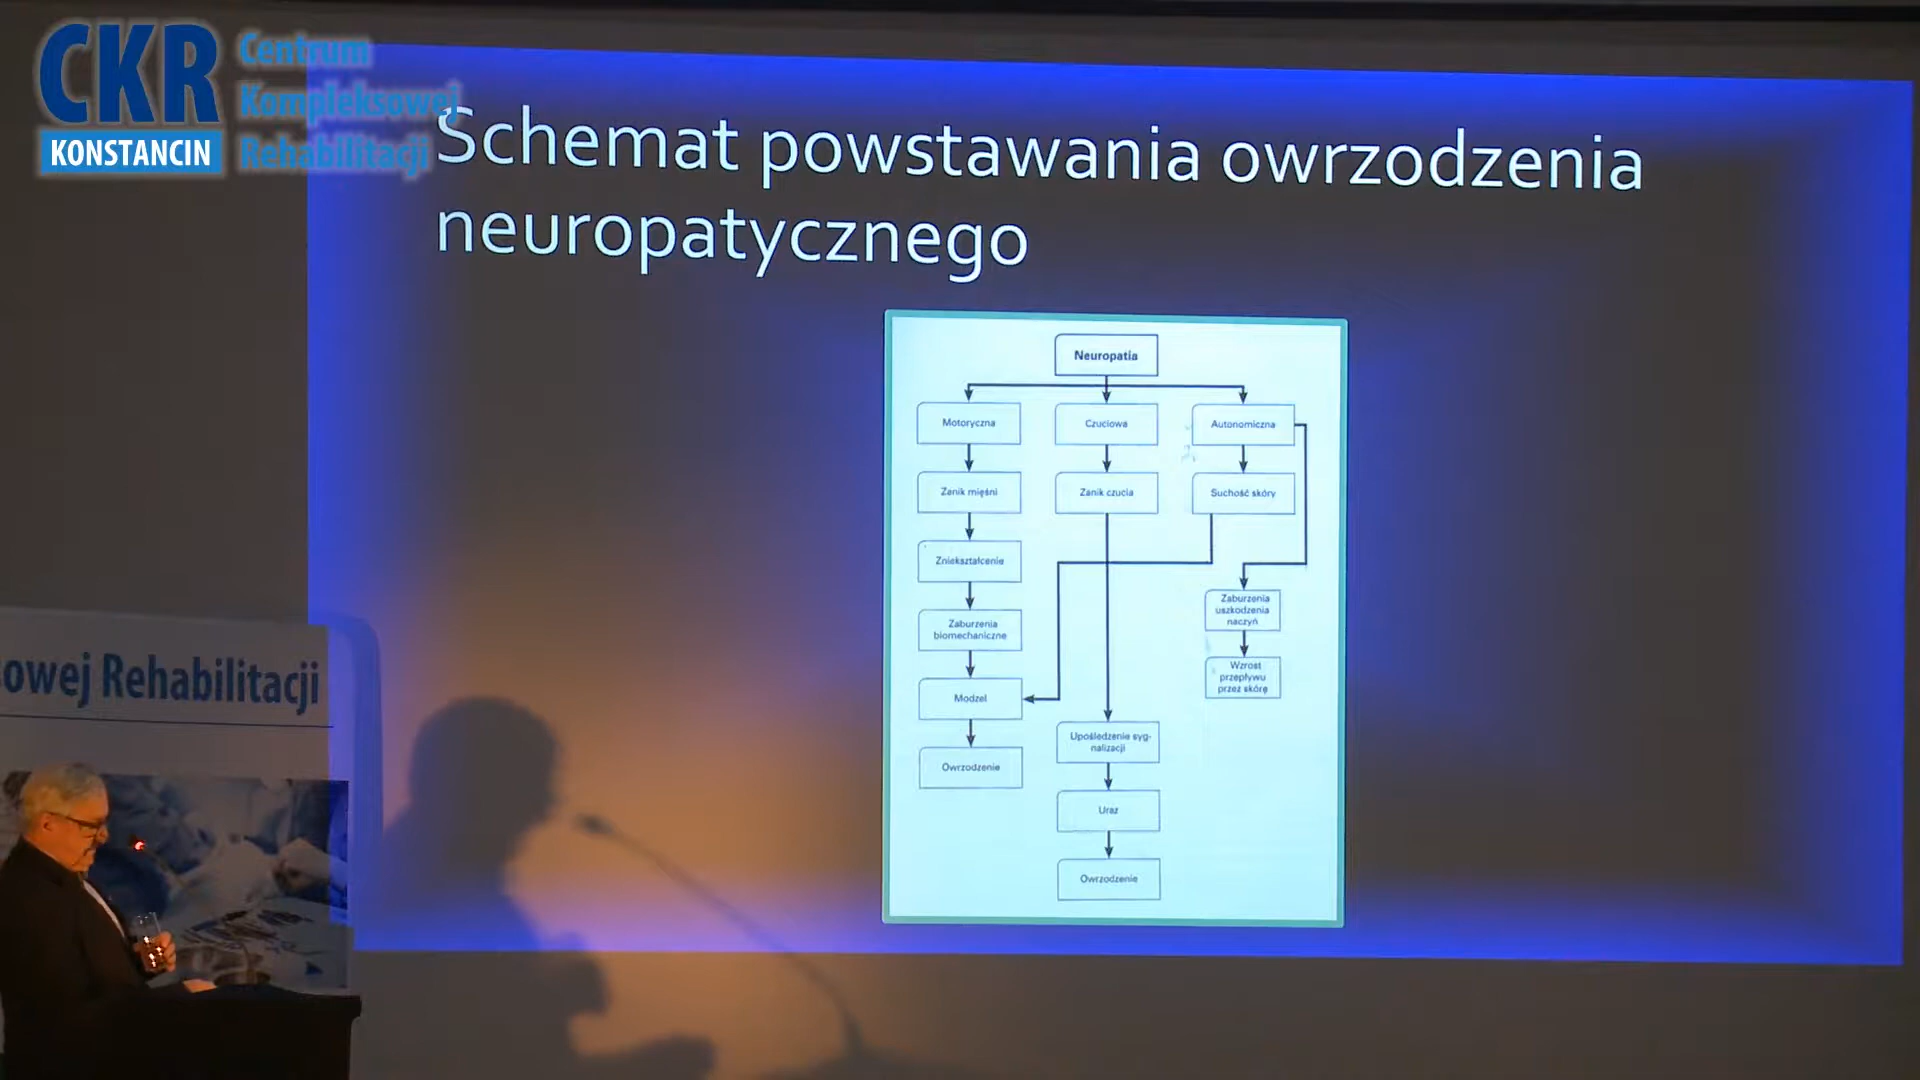 CKR
KONSTANCIN
Centrum
Kompleksowej
Rehabilitacji
Schemat powstawania owrzodzenia
neuropatycznego
Neuropatia
Motoryczna
Czuciowa
Autonomiczna
Zanik mięśni
Zanik czucia
Suchość skóry
Zniekształcenie
Zaburzenia
uszkodzenia
naczyń
Zaburzenia
biomechaniczne
Wzrost
przepływu
przez skórę
Modzel
Upośledzenie syg-
nalizacji
Owrzodzenie
Uraz
Owrzodzenie
sowej Rehabilitacji